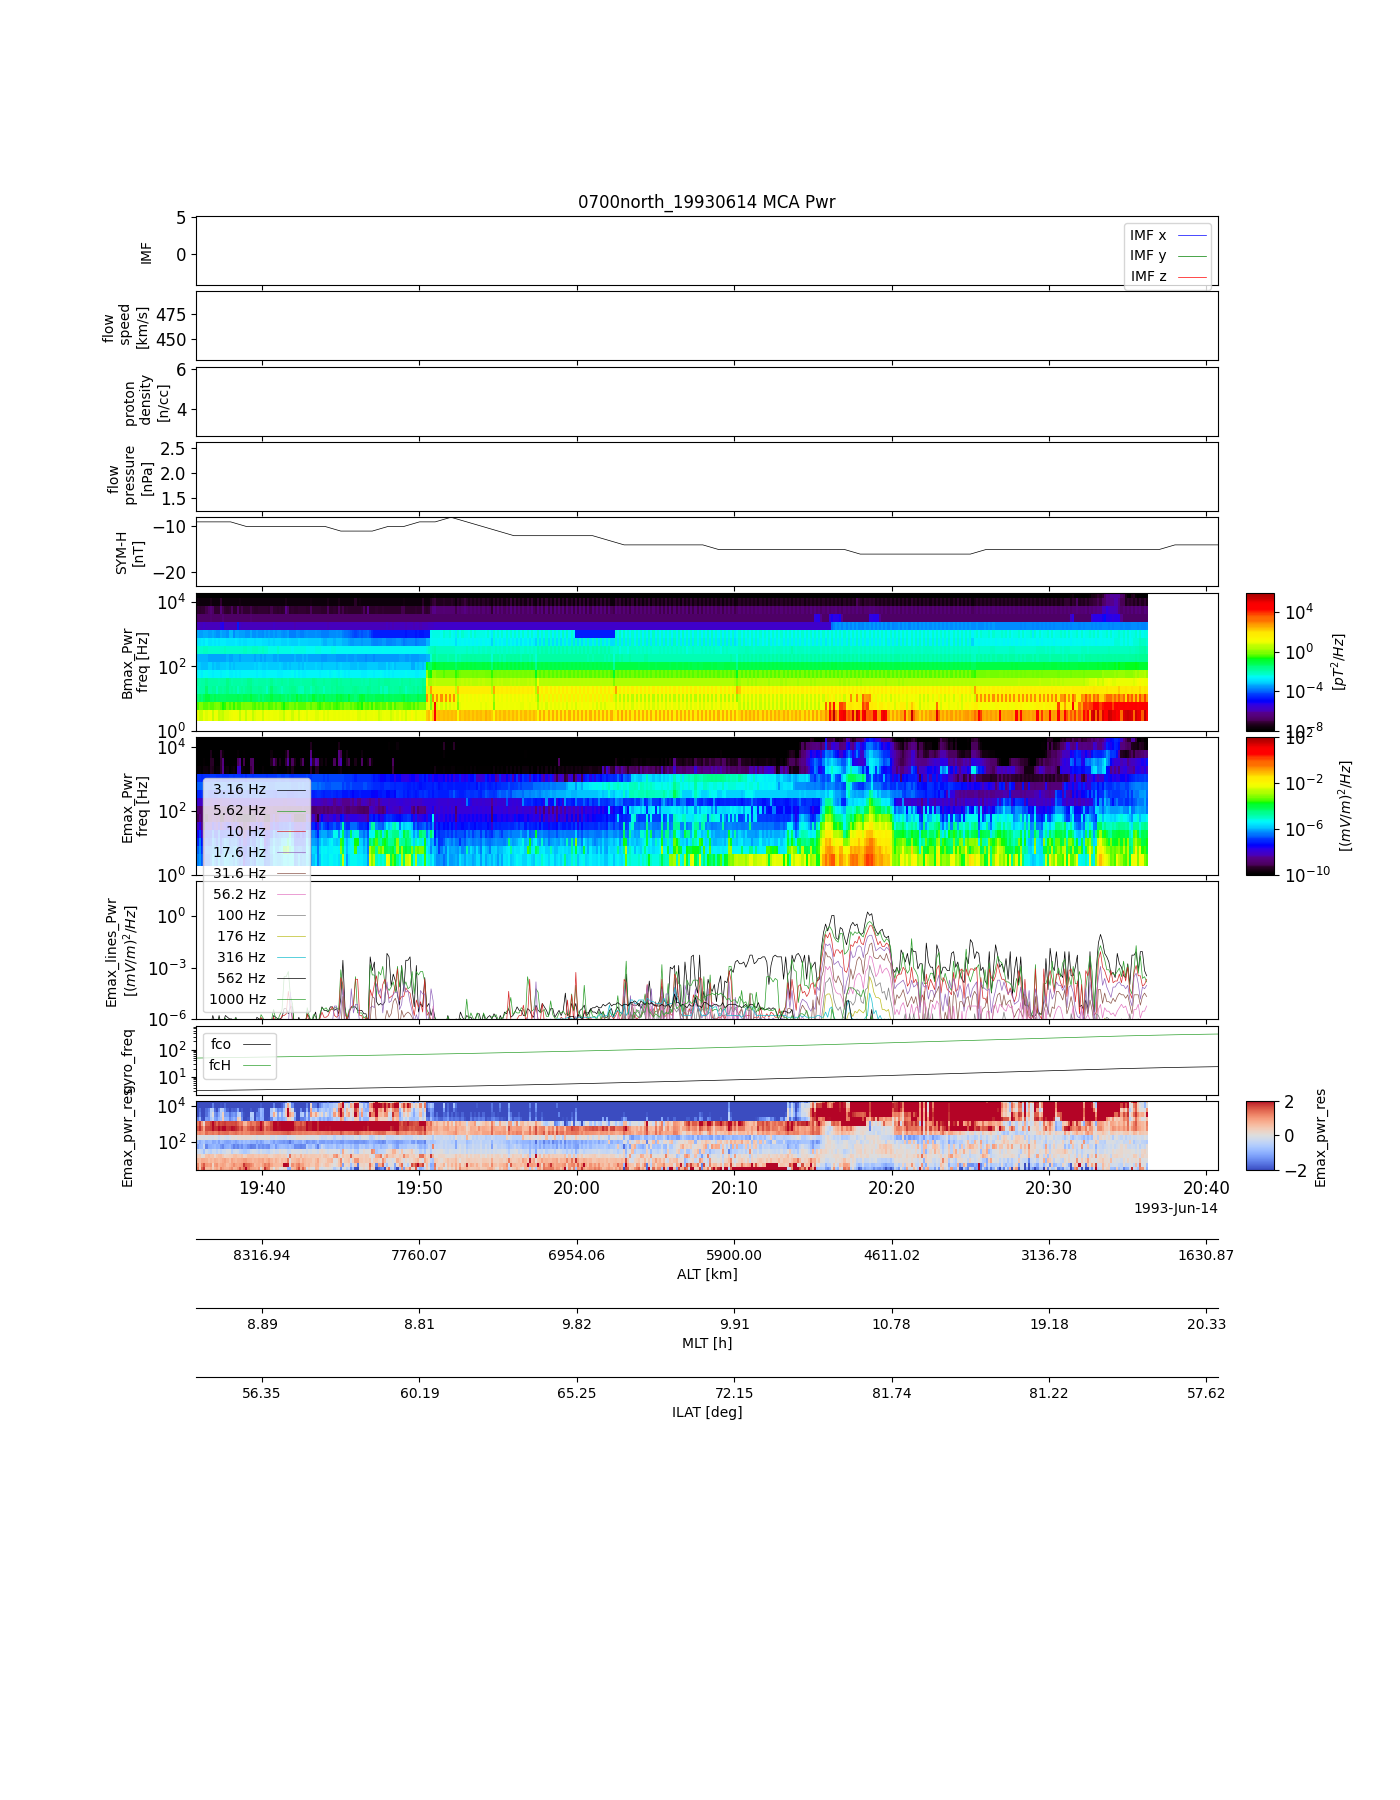 0700north_19930614 MCA Pwr
5
0
IMF
IMF x
IMF y
IMF z
475
450
flow
speed
[km/s]
6
4
proton
density
[n/cc]
2.5
2.0
1.5
flow
pressure
[nPa]
−10
−20
SYM-H
[nT]
10^4
10^2
10^0
Bmax_Pwr
freq [Hz]
10^4
10^0
10^−4
10^−8
[pT^2/Hz]
10^4
10^2
10^0
Emax_Pwr
freq [Hz]
10^2
10^−2
10^−6
10^−10
[(mV/m)^2/Hz]
3.16 Hz
5.62 Hz
10 Hz
17.6 Hz
31.6 Hz
56.2 Hz
100 Hz
176 Hz
316 Hz
562 Hz
1000 Hz
10^0
10^−3
10^−6
Emax_lines_Pwr
[(mV/m)^2/Hz]
fco
fcH
10^2
10^1
gyro_freq
10^4
10^2
Emax_pwr_res
2
0
−2
Emax_pwr_res
19:40 19:50 20:00 20:10 20:20 20:30 20:40
1993-Jun-14
8316.94 7760.07 6954.06 5900.00 4611.02 3136.78 1630.87
ALT [km]
8.89 8.81 9.82 9.91 10.78 19.18 20.33
MLT [h]
56.35 60.19 65.25 72.15 81.74 81.22 57.62
ILAT [deg]